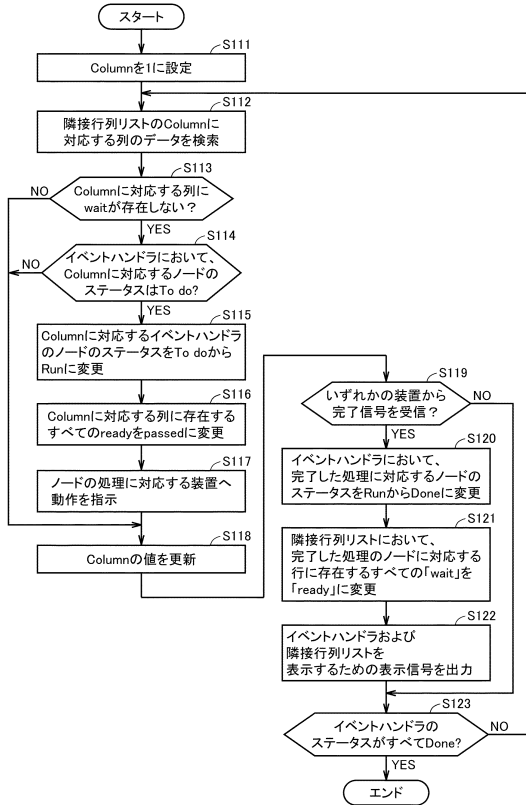 スタート
S111
Columnを1に設定
S112
隣接行列リストのColumnに
対応する列のデータを検索
S113
Columnに対応する列に
waitが存在しない？
NO
YES
S114
イベントハンドラにおいて、
Columnに対応するノードの
ステータスはTo do?
NO
YES
S115
Columnに対応するイベントハンドラ
のノードのステータスをTo doから
Runに変更
S116
Columnに対応する列に存在する
すべてのreadyをpassedに変更
S117
ノードの処理に対応する装置へ
動作を指示
S118
Columnの値を更新
S119
いずれかの装置から
完了信号を受信？
NO
YES
S120
イベントハンドラにおいて、
完了した処理に対応するノードの
ステータスをRunからDoneに変更
S121
隣接行列リストにおいて、
完了した処理のノードに対応する
行に存在するすべての「wait」を
「ready」に変更
S122
イベントハンドラおよび
隣接行列リストを
表示するための表示信号を出力
S123
イベントハンドラの
ステータスがすべてDone?
NO
YES
エンド